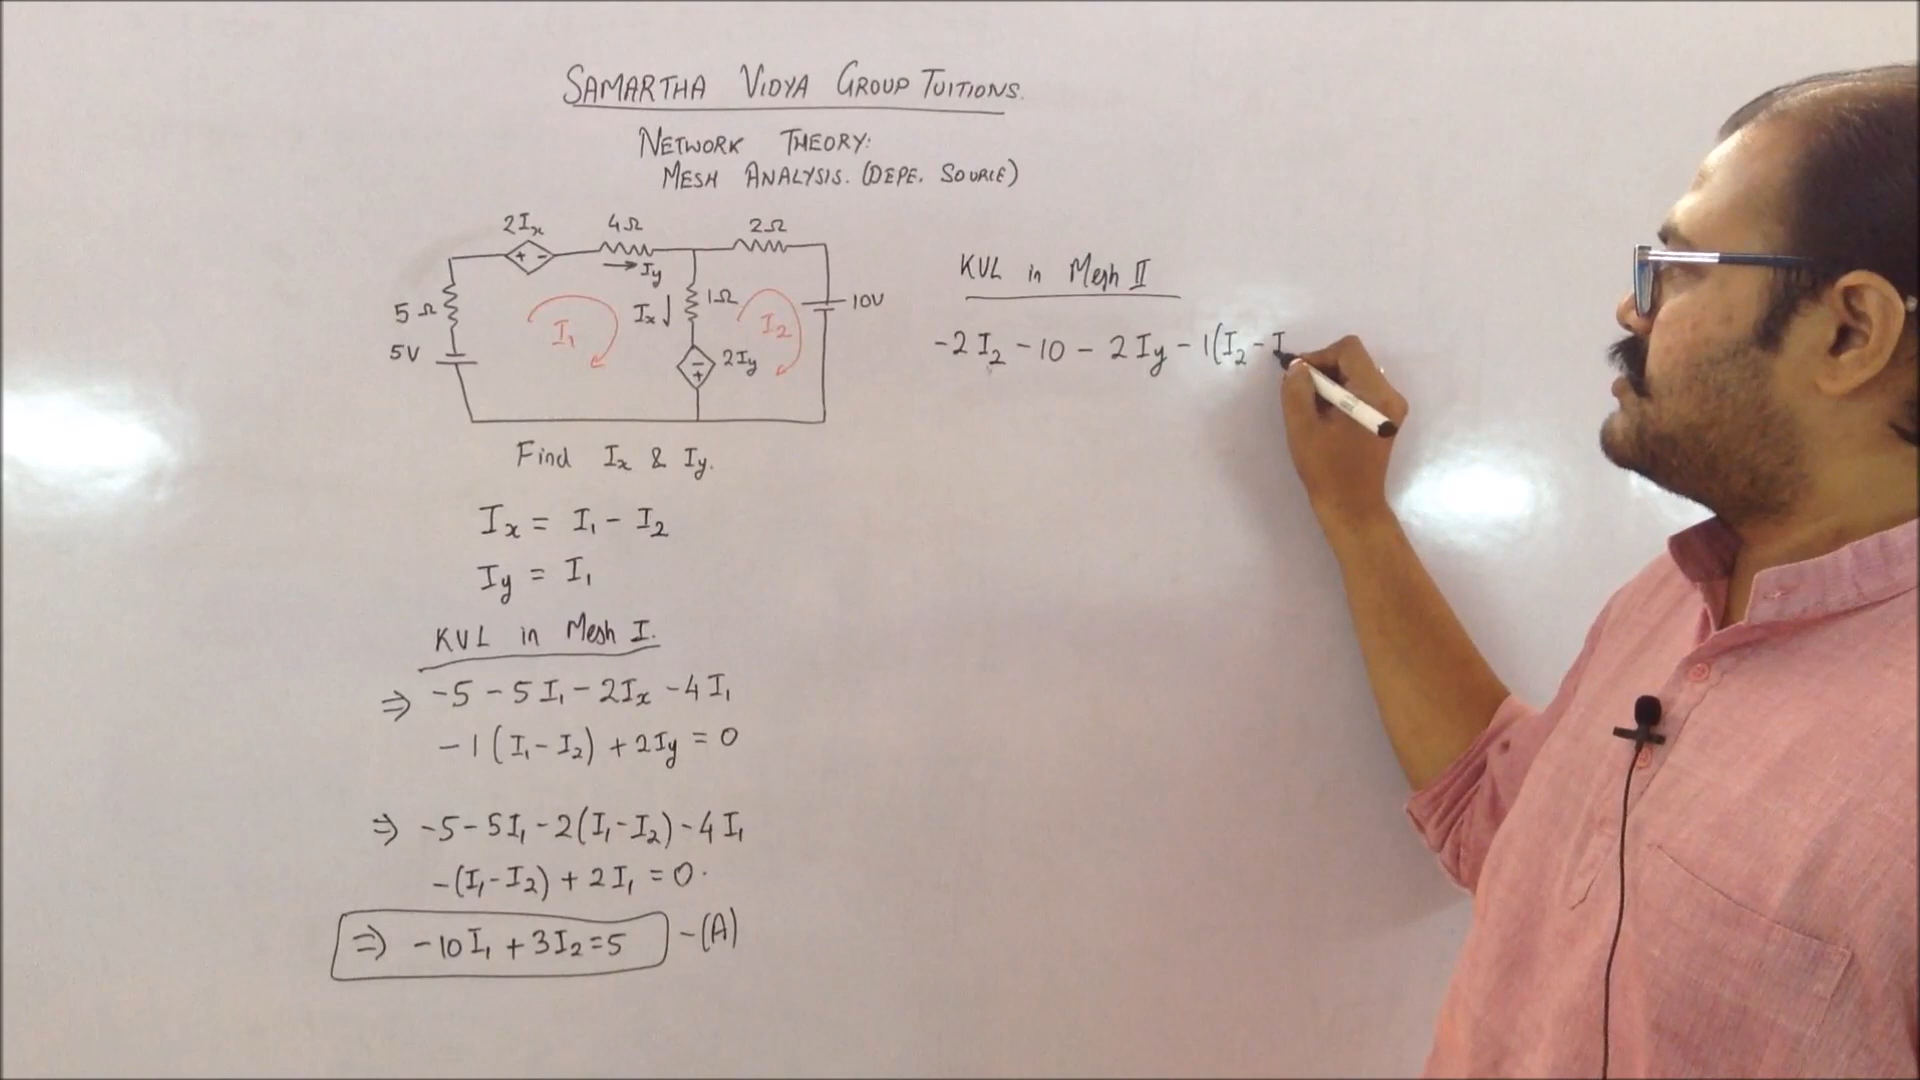 SAMARTHA VIDYA GROUP TUITIONS.
NETWORK THEORY:
MESH ANALYSIS. (DEPE. SOURCE)
2Ix 4Ω 2Ω
+ - Iy
5Ω Ix 1Ω 10V
I1 I2
5V - + 2Iy
Find Ix & Iy.
Ix = I1 - I2
Iy = I1
KVL in Mesh I.
⇒ -5 - 5I1 - 2Ix - 4I1
-1(I1 - I2) + 2Iy = 0
⇒ -5 - 5I1 - 2(I1 - I2) - 4I1
-(I1 - I2) + 2I1 = 0.
⇒ -10I1 + 3I2 = 5 -(A)
KVL in Mesh II
-2I2 - 10 - 2Iy - 1(I2 - I